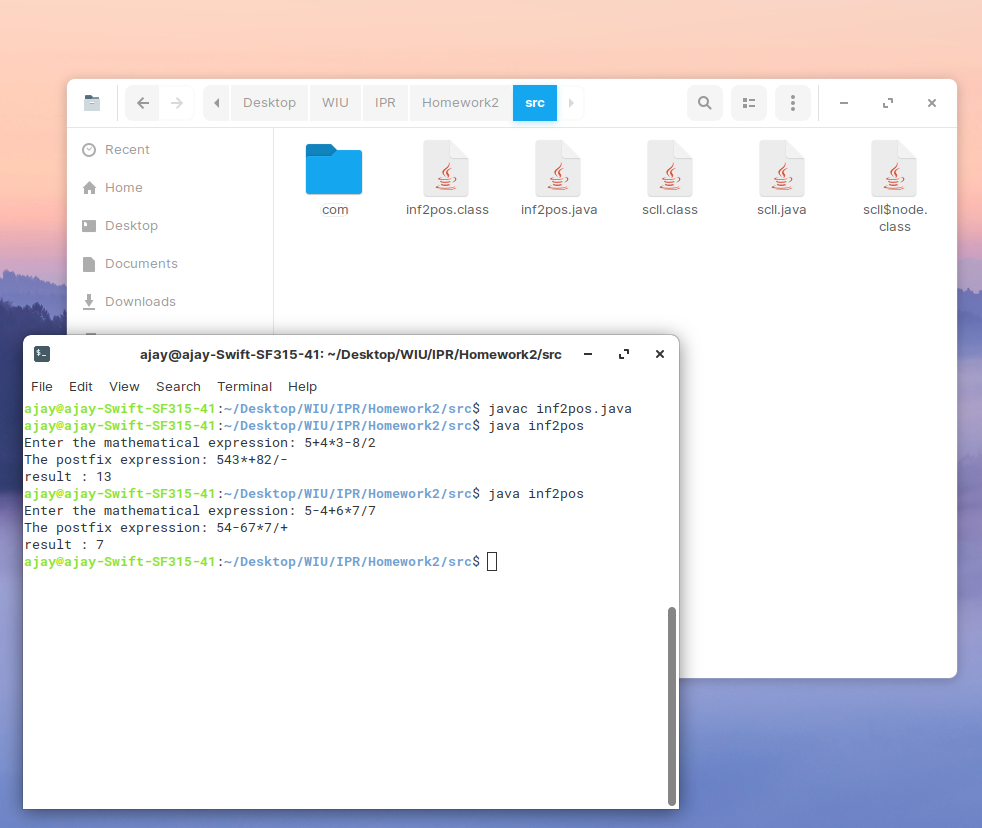 Desktop WIU IPR Homework2 src
Recent
Home
Desktop
Documents
Downloads
com
inf2pos.class
inf2pos.java
scll.class
scll.java
scll$node.
class
ajay@ajay-Swift-SF315-41: ~/Desktop/WIU/IPR/Homework2/src
File Edit View Search Terminal Help
ajay@ajay-Swift-SF315-41:~/Desktop/WIU/IPR/Homework2/src$ javac inf2pos.java
ajay@ajay-Swift-SF315-41:~/Desktop/WIU/IPR/Homework2/src$ java inf2pos
Enter the mathematical expression: 5+4*3-8/2
The postfix expression: 543*+82/-
result : 13
ajay@ajay-Swift-SF315-41:~/Desktop/WIU/IPR/Homework2/src$ java inf2pos
Enter the mathematical expression: 5-4+6*7/7
The postfix expression: 54-67*7/+
result : 7
ajay@ajay-Swift-SF315-41:~/Desktop/WIU/IPR/Homework2/src$